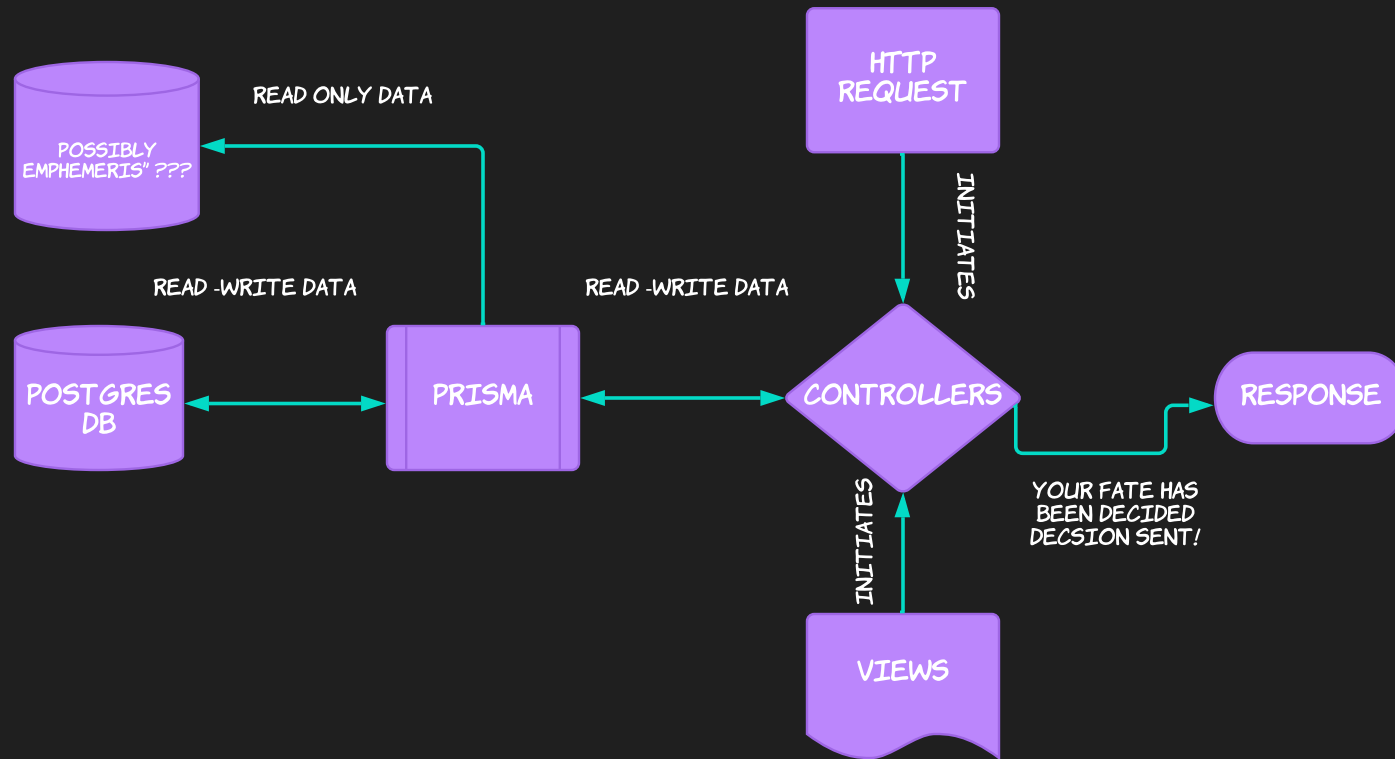 HTTP
REQUEST
READ ONLY DATA
POSSIBLY
EMPHEMERIS" ???
INITIATES
READ -WRITE DATA
READ -WRITE DATA
POSTGRES
DB
PRISMA
CONTROLLERS
RESPONSE
YOUR FATE HAS
BEEN DECIDED
DECSION SENT!
INITIATES
VIEWS